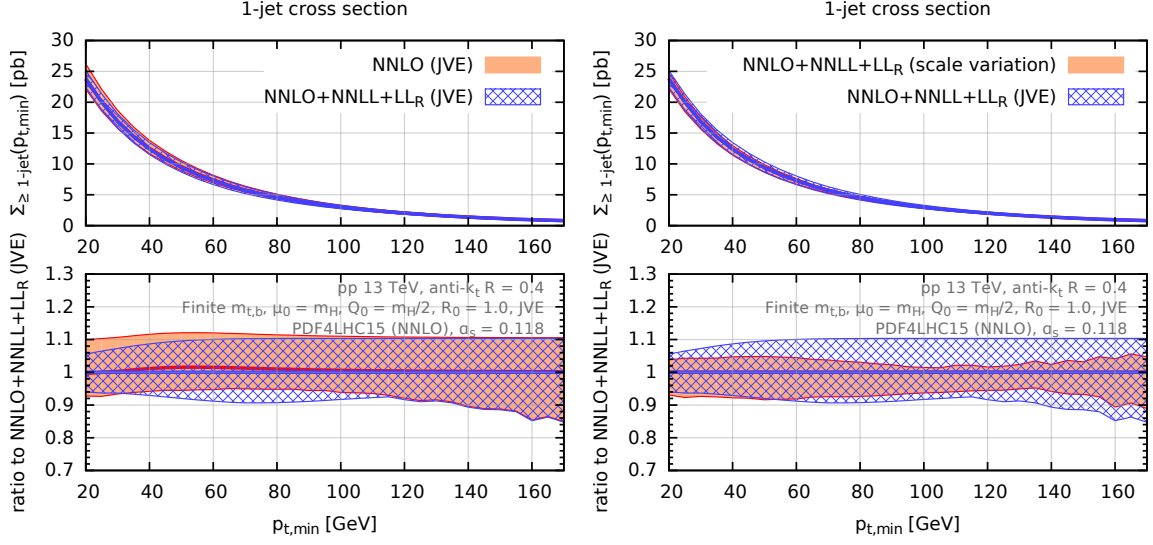 1-jet cross section
Σ≥ 1-jet(pt,min) [pb]
30
25
20
15
10
5
0
NNLO (JVE)
NNLO+NNLL+LLR (JVE)
20 40 60 80 100 120 140 160
ratio to NNLO+NNLL+LLR (JVE)
1.3
1.2
1.1
1
0.9
0.8
0.7
pp 13 TeV, anti-kt R = 0.4
Finite mt,b, μ0 = mH, Q0 = mH/2, R0 = 1.0, JVE
PDF4LHC15 (NNLO), αs = 0.118
20 40 60 80 100 120 140 160
pt,min [GeV]
1-jet cross section
Σ≥ 1-jet(pt,min) [pb]
30
25
20
15
10
5
0
NNLO+NNLL+LLR (scale variation)
NNLO+NNLL+LLR (JVE)
20 40 60 80 100 120 140 160
ratio to NNLO+NNLL+LLR (JVE)
1.3
1.2
1.1
1
0.9
0.8
0.7
pp 13 TeV, anti-kt R = 0.4
Finite mt,b, μ0 = mH, Q0 = mH/2, R0 = 1.0, JVE
PDF4LHC15 (NNLO), αs = 0.118
20 40 60 80 100 120 140 160
pt,min [GeV]